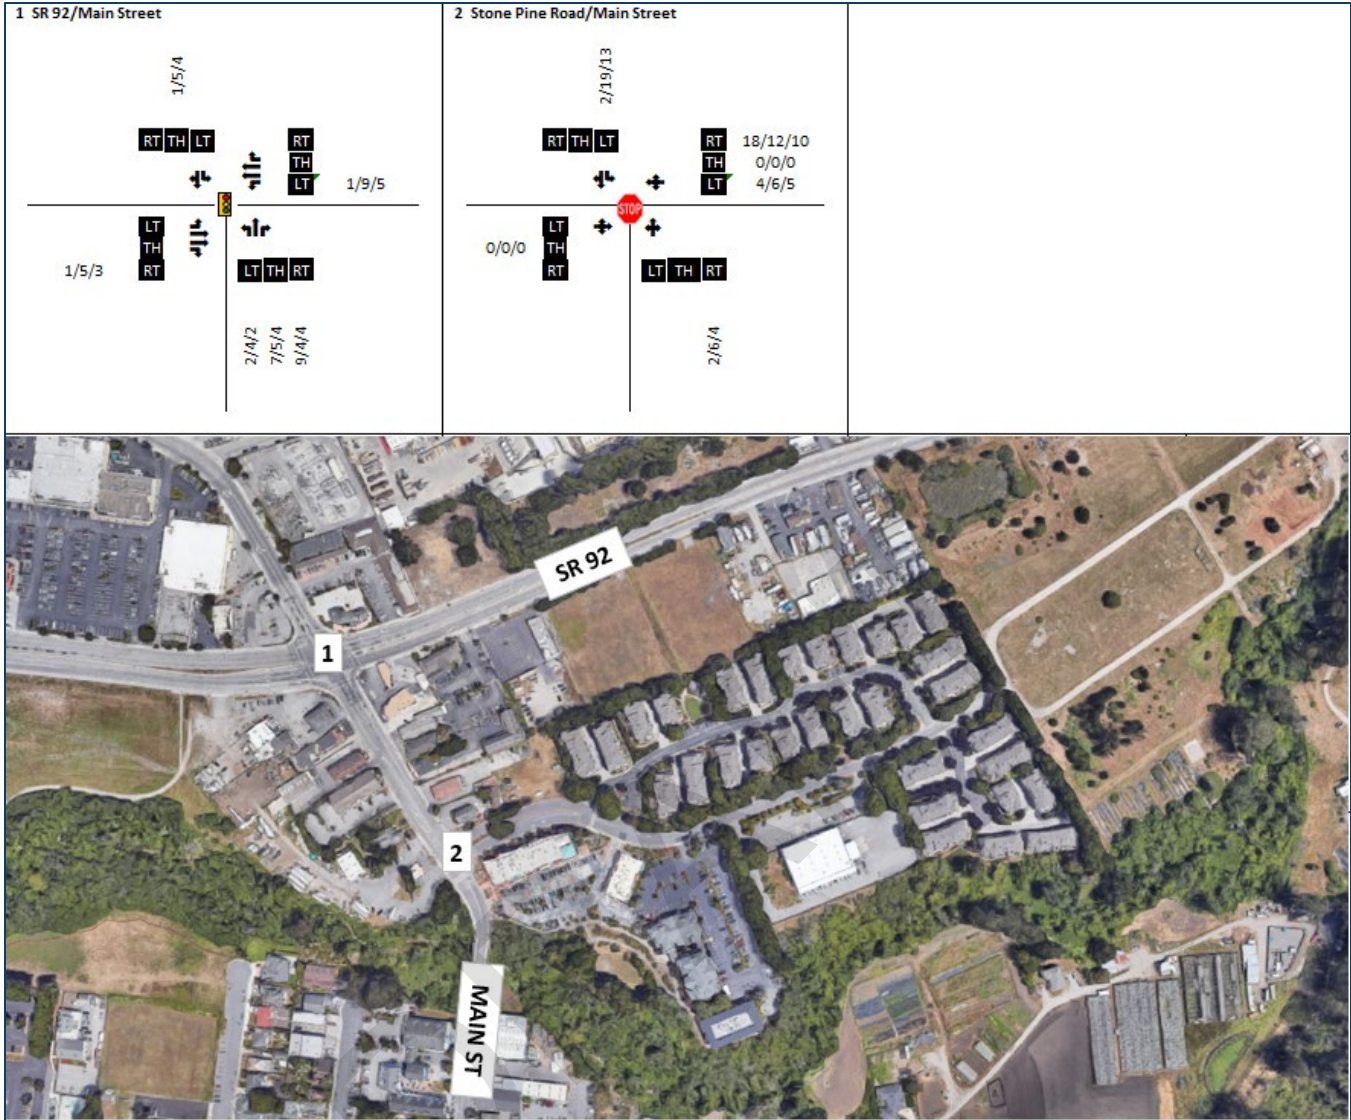 1 SR 92/Main Street
1/5/4
RT TH LT
RT
TH
LT 1/9/5
LT
TH
1/5/3 RT
LT TH RT
2/4/2
7/5/4
9/4/4
2 Stone Pine Road/Main Street
2/19/13
RT TH LT
RT 18/12/10
TH 0/0/0
LT 4/6/5
STOP
LT
0/0/0 TH
RT
LT TH RT
2/6/4
SR 92
1
2
MAIN ST